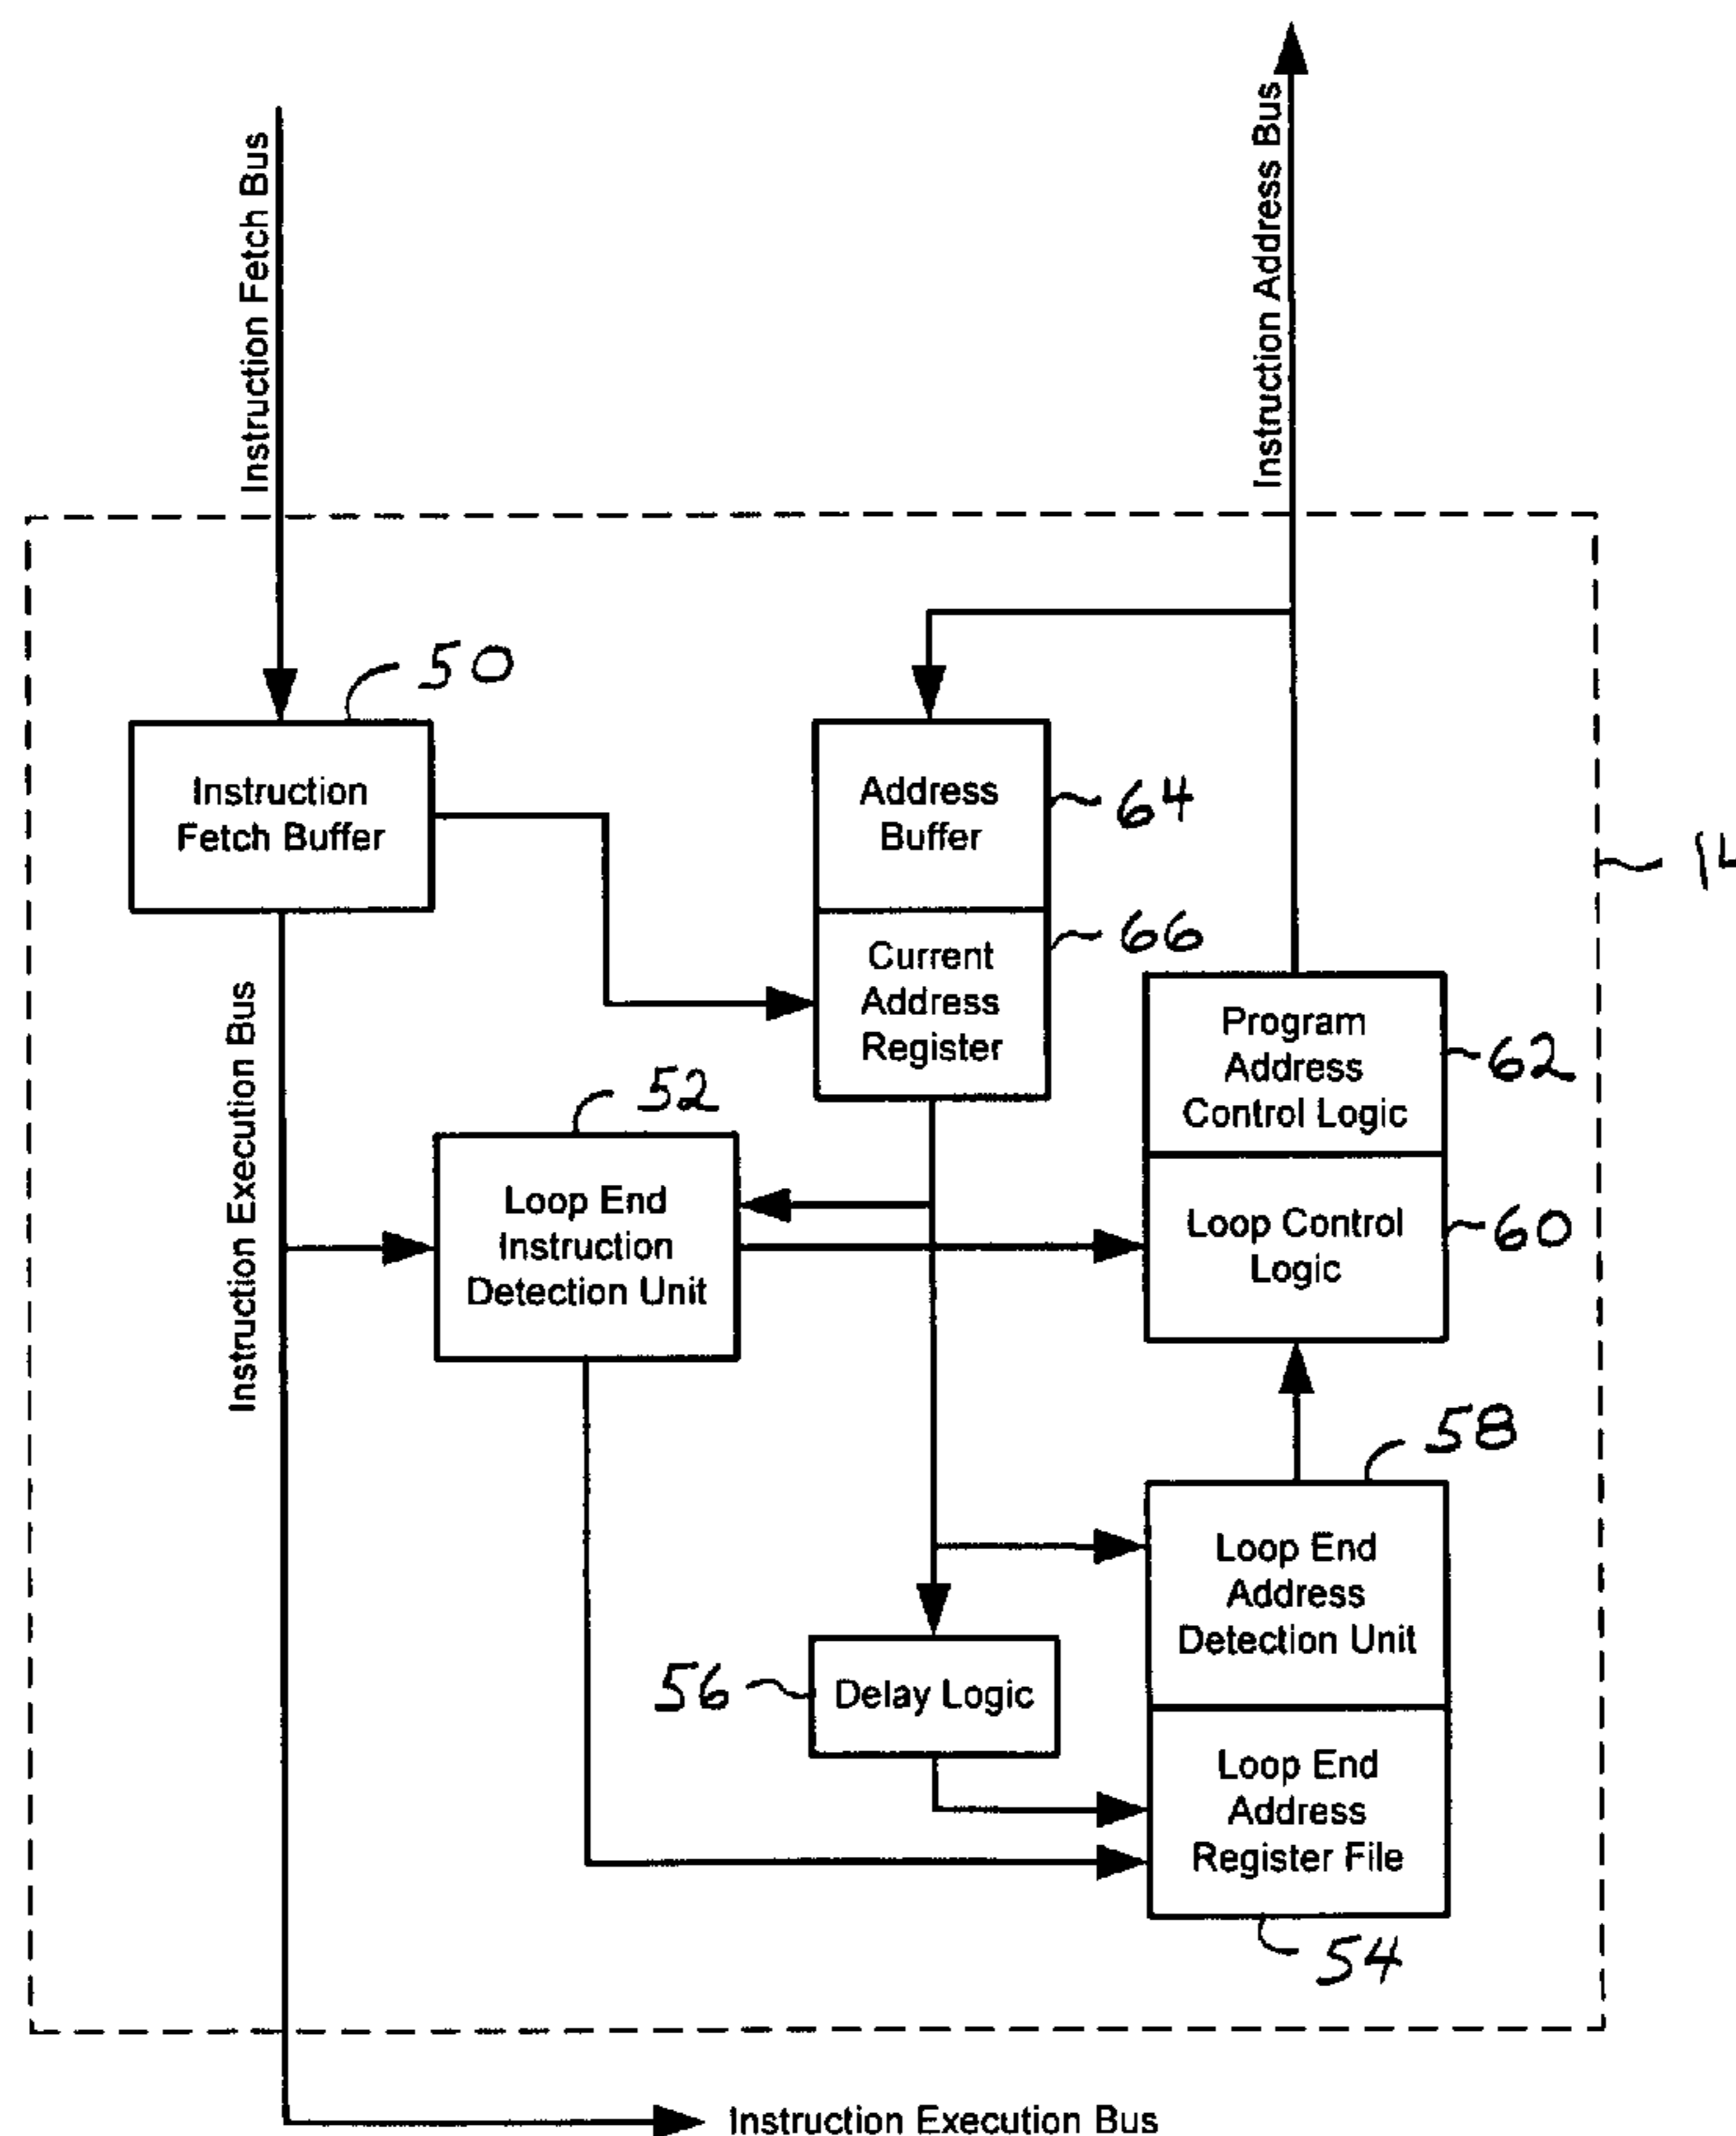 Instruction Fetch Bus
Instruction Address Bus
50
Instruction
Fetch Buffer
Address
Buffer
64
Current
Address
Register
66
Program
Address
Control Logic
62
Instruction Execution Bus
52
Loop End
Instruction
Detection Unit
Loop Control
Logic
60
58
Loop End
Address
Detection Unit
56
Delay Logic
Loop End
Address
Register File
54
Instruction Execution Bus